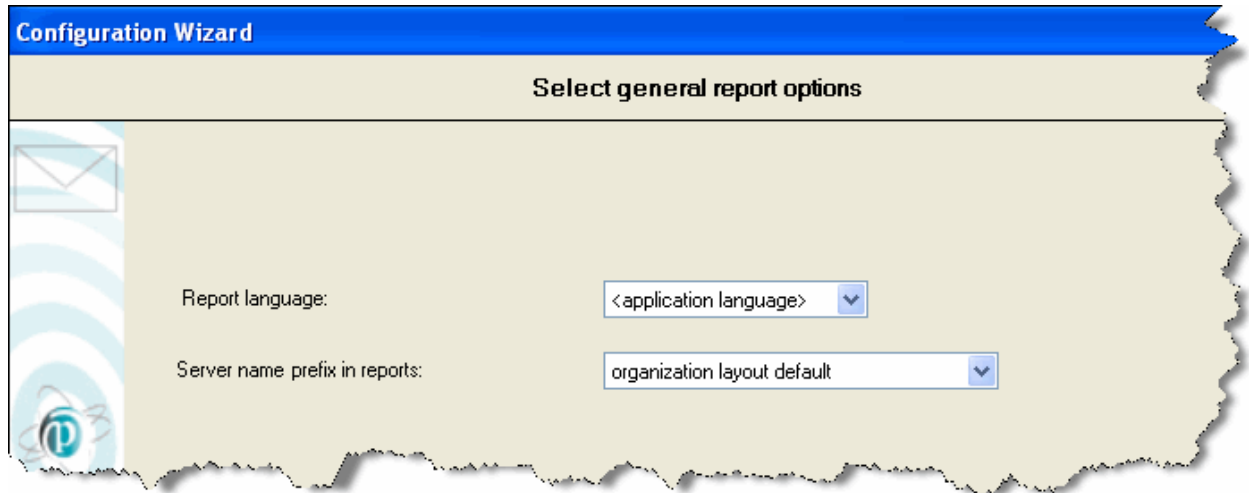 Configuration Wizard
Select general report options
Report language:
<application language>
Server name prefix in reports:
organization layout default
p